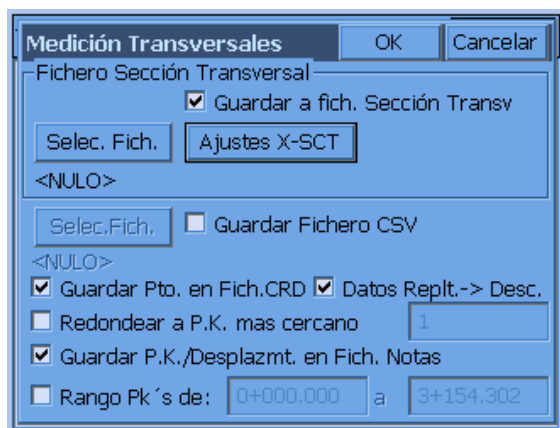 Medición Transversales OK Cancelar
Fichero Sección Transversal
Guardar a fich. Sección Transv
Selec. Fich. Ajustes X-SCT
<NULO>
Selec.Fich. Guardar Fichero CSV
<NULO>
Guardar Pto. en Fich.CRD Datos Replt.-> Desc.
Redondear a P.K. mas cercano 1
Guardar P.K./Desplazmt. en Fich. Notas
Rango Pk´s de: 0+000.000 a 3+154.302